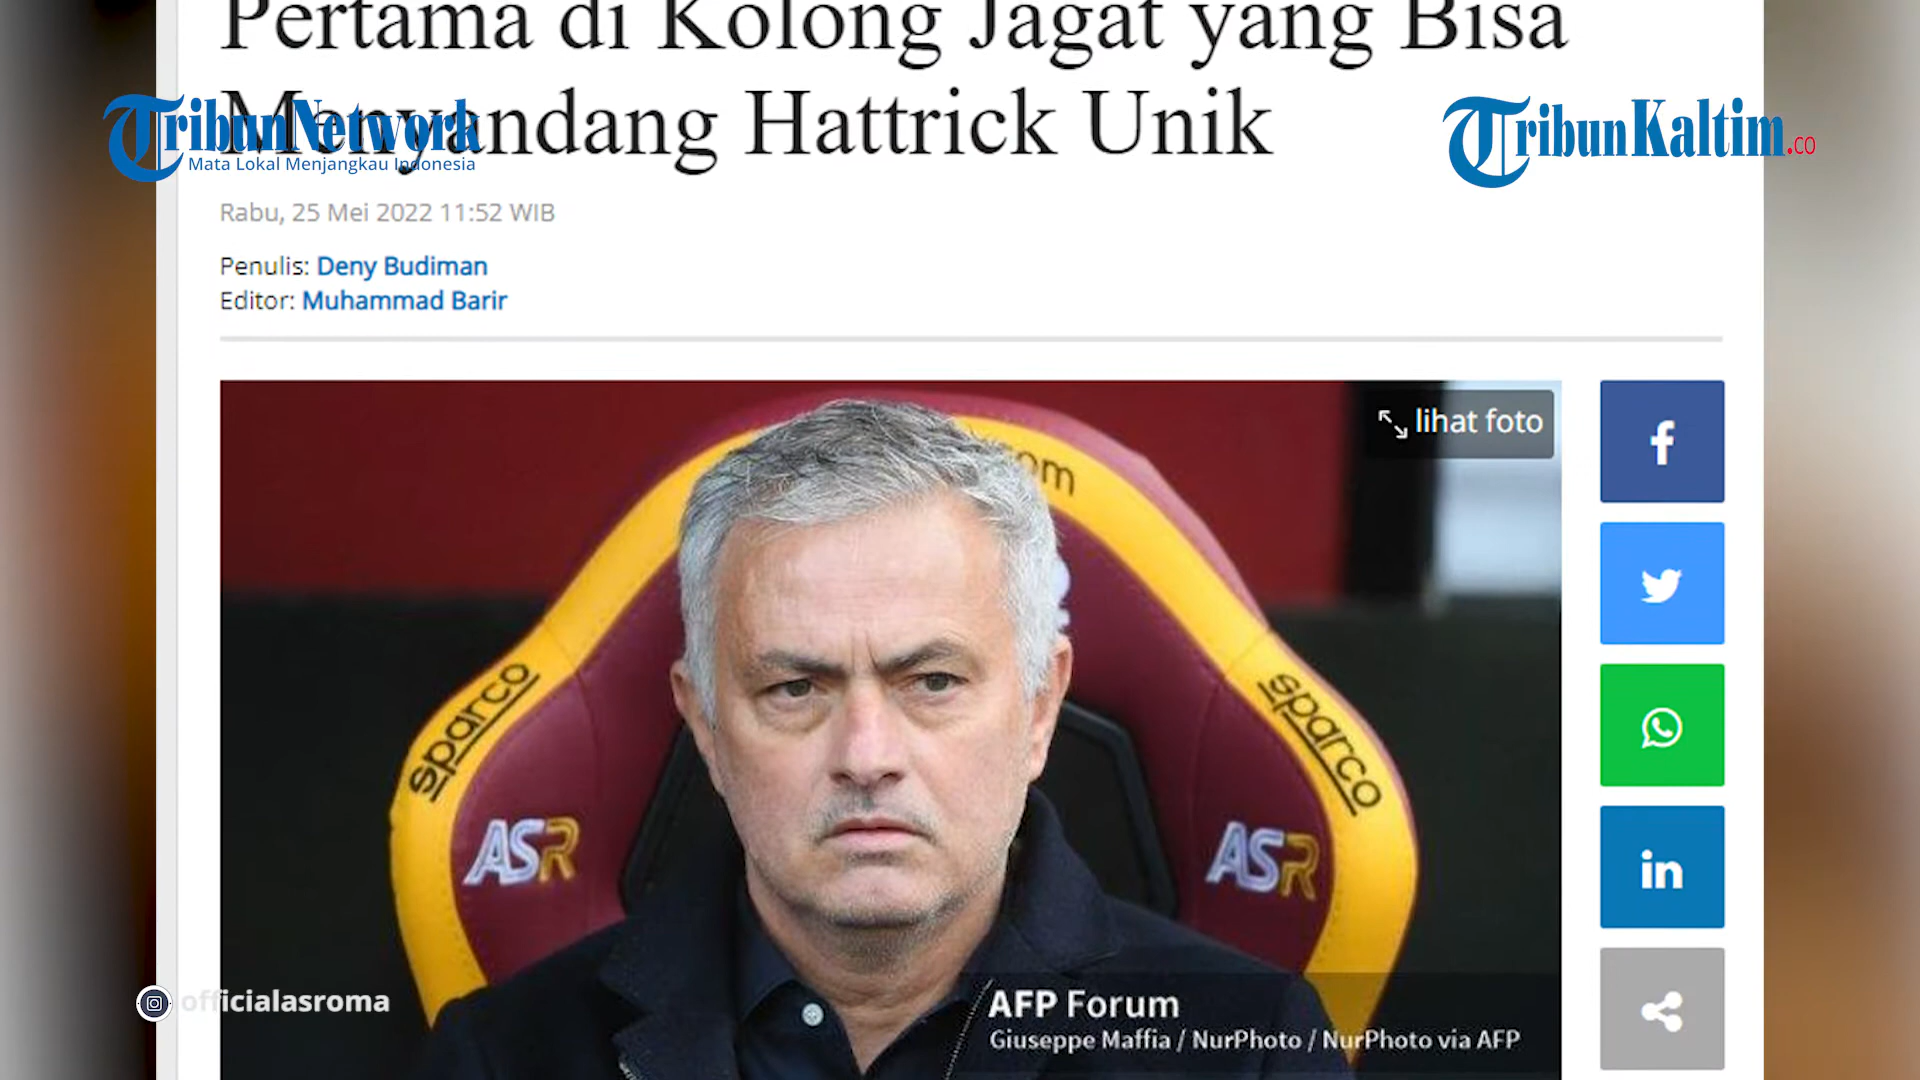 Pertama di Kolong Jagat yang Bisa
Menyandang Hattrick Unik
TribunNetwork
Mata Lokal Menjangkau Indonesia
TribunKaltim.co
Rabu, 25 Mei 2022 11:52 WIB
Penulis: Deny Budiman
Editor: Muhammad Barir
lihat foto
om
sparco
sparco
ASR
ASR
officialasroma
AFP Forum
Giuseppe Maffia / NurPhoto / NurPhoto via AFP
f
in